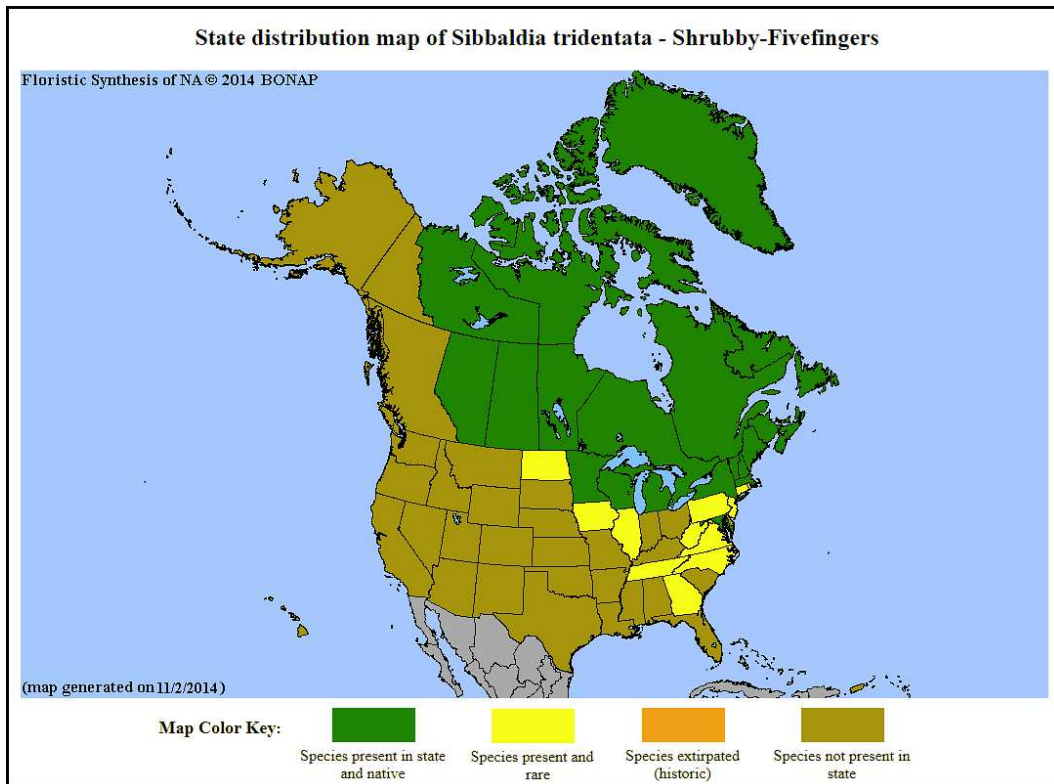 State distribution map of Sibbaldia tridentata - Shrubby-Fivefingers
Floristic Synthesis of NA © 2014 BONAP
(map generated on 11/2/2014 )
Map Color Key:
Species present in state
and native
Species present and
rare
Species extirpated
(historic)
Species not present in
state